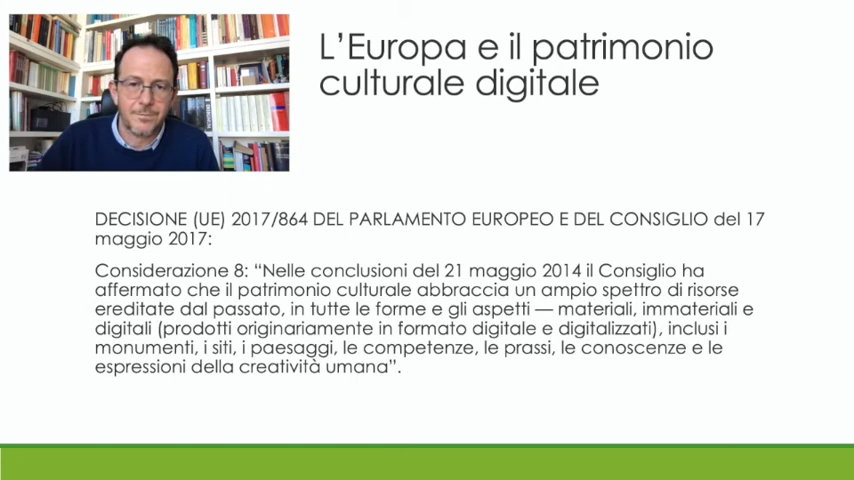 L’Europa e il patrimonio
culturale digitale
DECISIONE (UE) 2017/864 DEL PARLAMENTO EUROPEO E DEL CONSIGLIO del 17
maggio 2017:
Considerazione 8: “Nelle conclusioni del 21 maggio 2014 il Consiglio ha
affermato che il patrimonio culturale abbraccia un ampio spettro di risorse
ereditate dal passato, in tutte le forme e gli aspetti — materiali, immateriali e
digitali (prodotti originariamente in formato digitale e digitalizzati), inclusi i
monumenti, i siti, i paesaggi, le competenze, le prassi, le conoscenze e le
espressioni della creatività umana”.